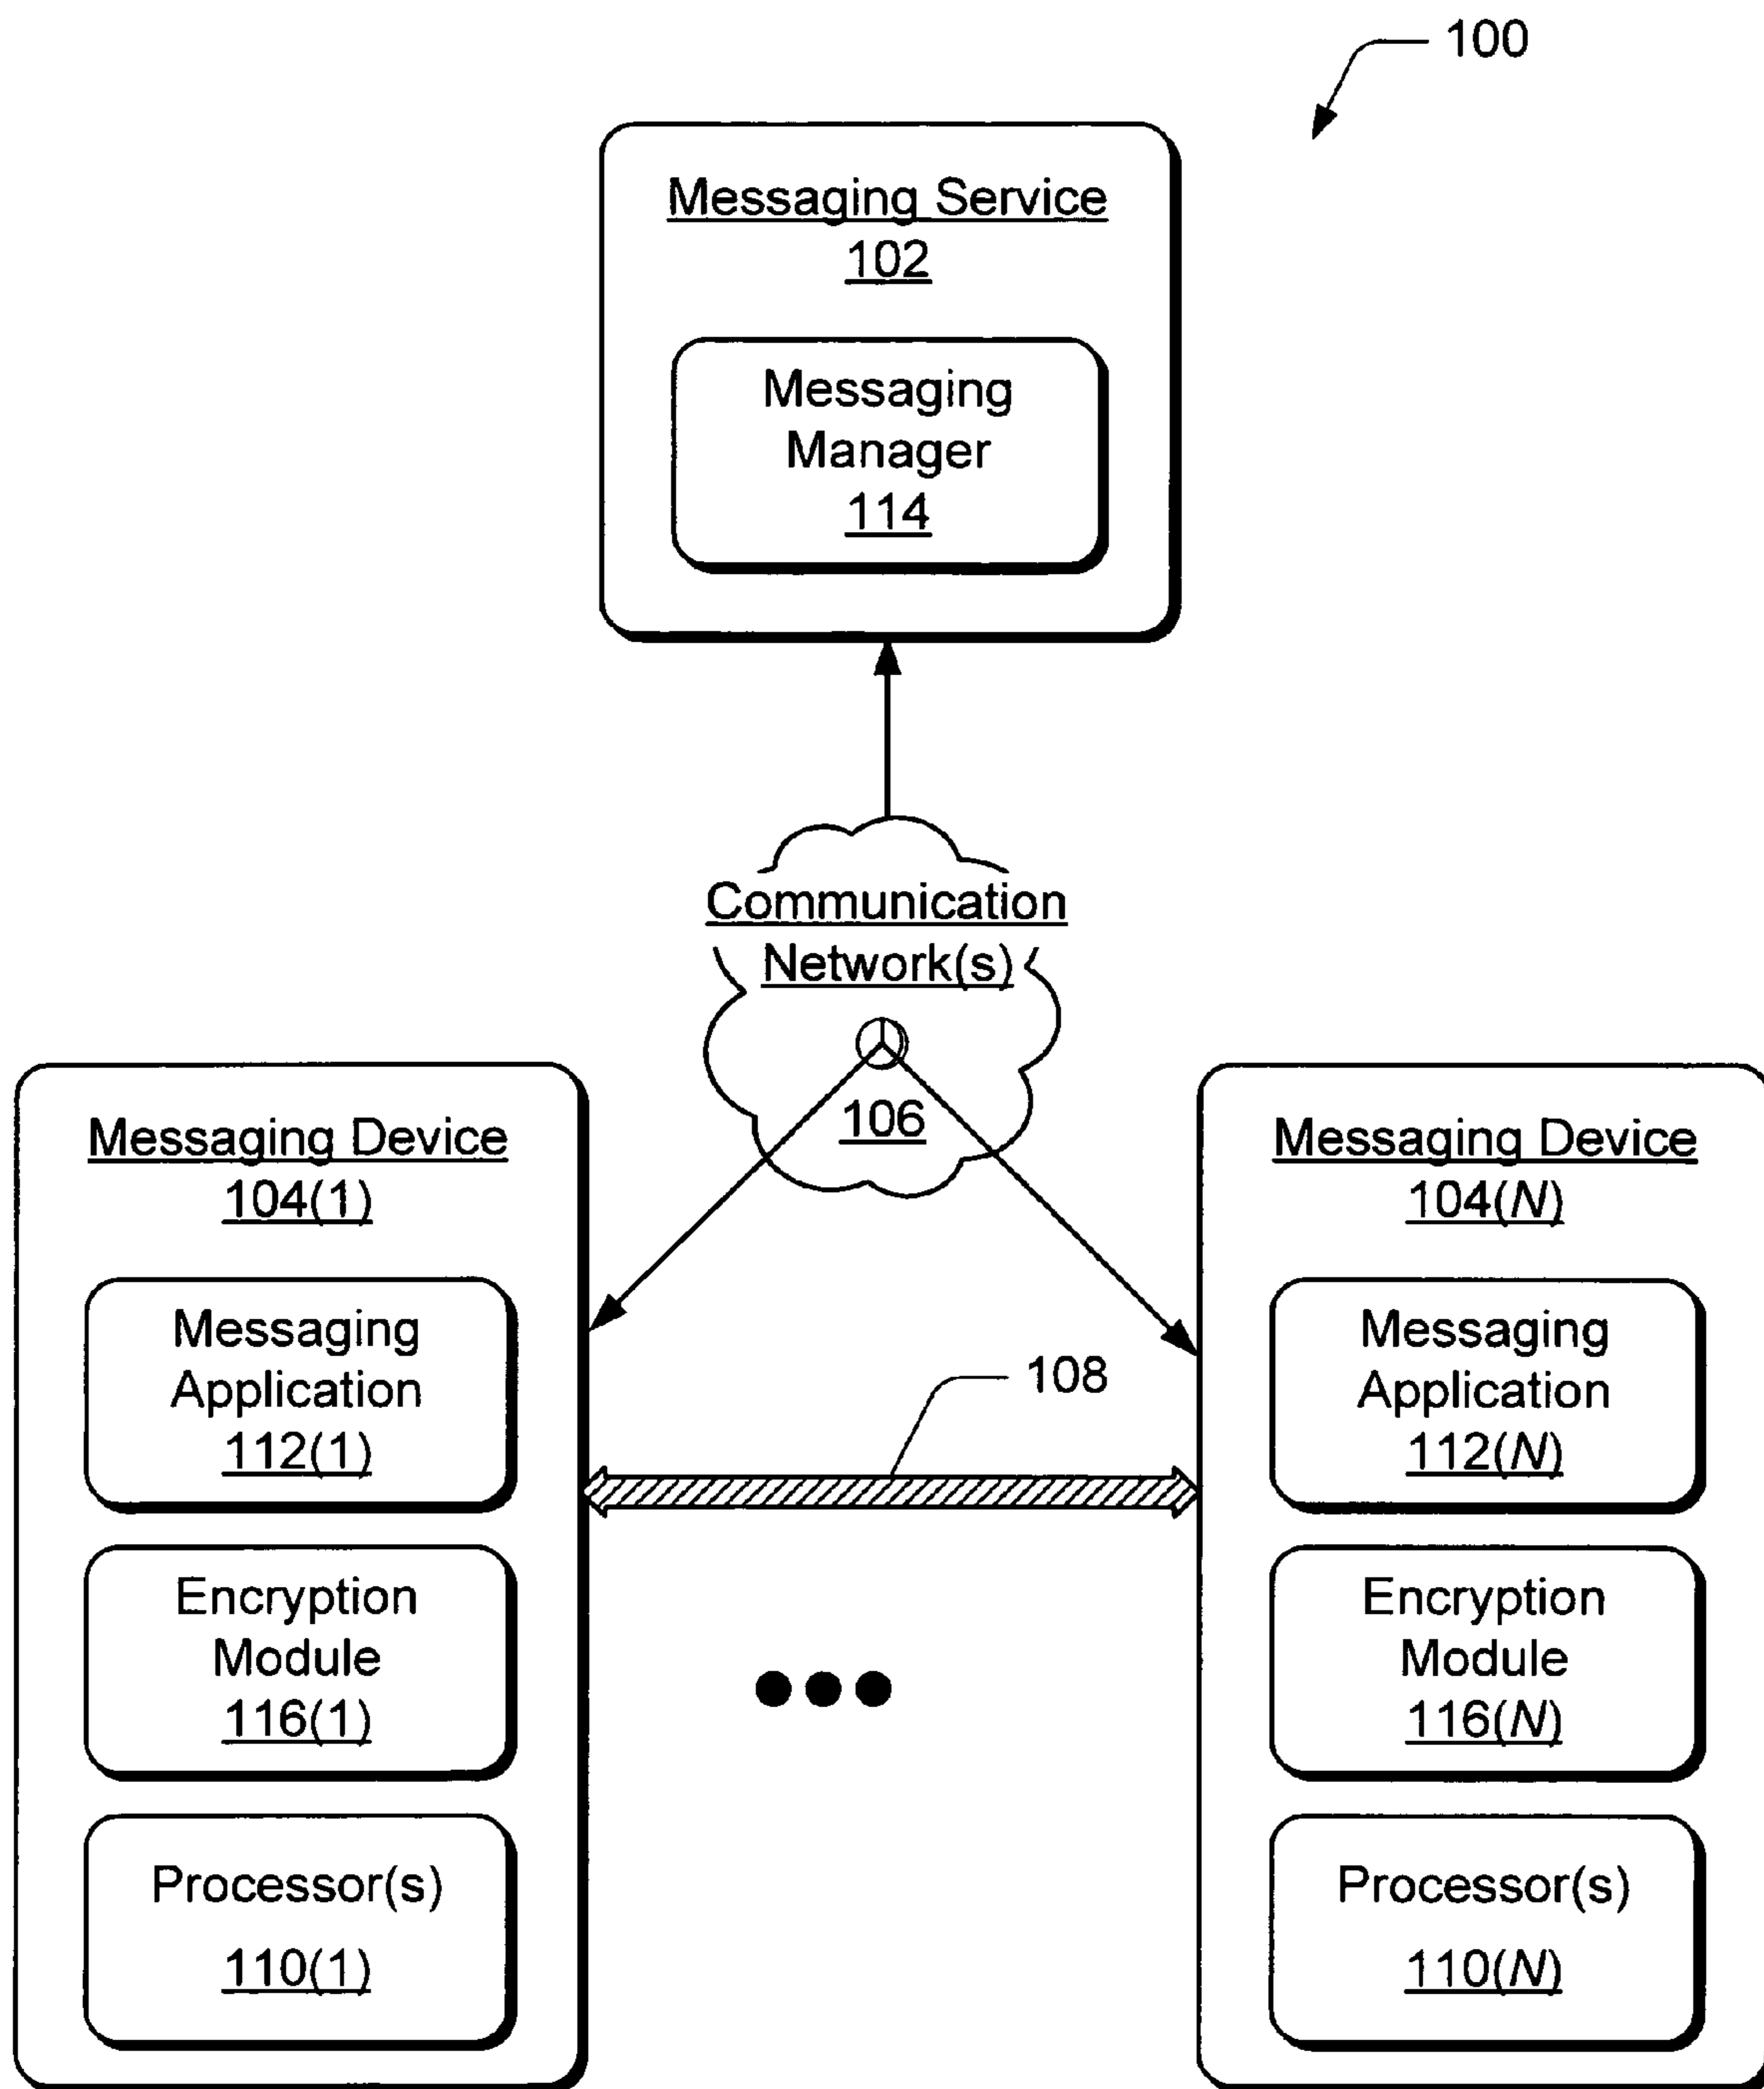 100
Messaging Service
102
Messaging
Manager
114
Communication
Network(s)
106
Messaging Device
104(1)
Messaging
Application
112(1)
Encryption
Module
116(1)
Processor(s)
110(1)
108
Messaging Device
104(N)
Messaging
Application
112(N)
Encryption
Module
116(N)
Processor(s)
110(N)